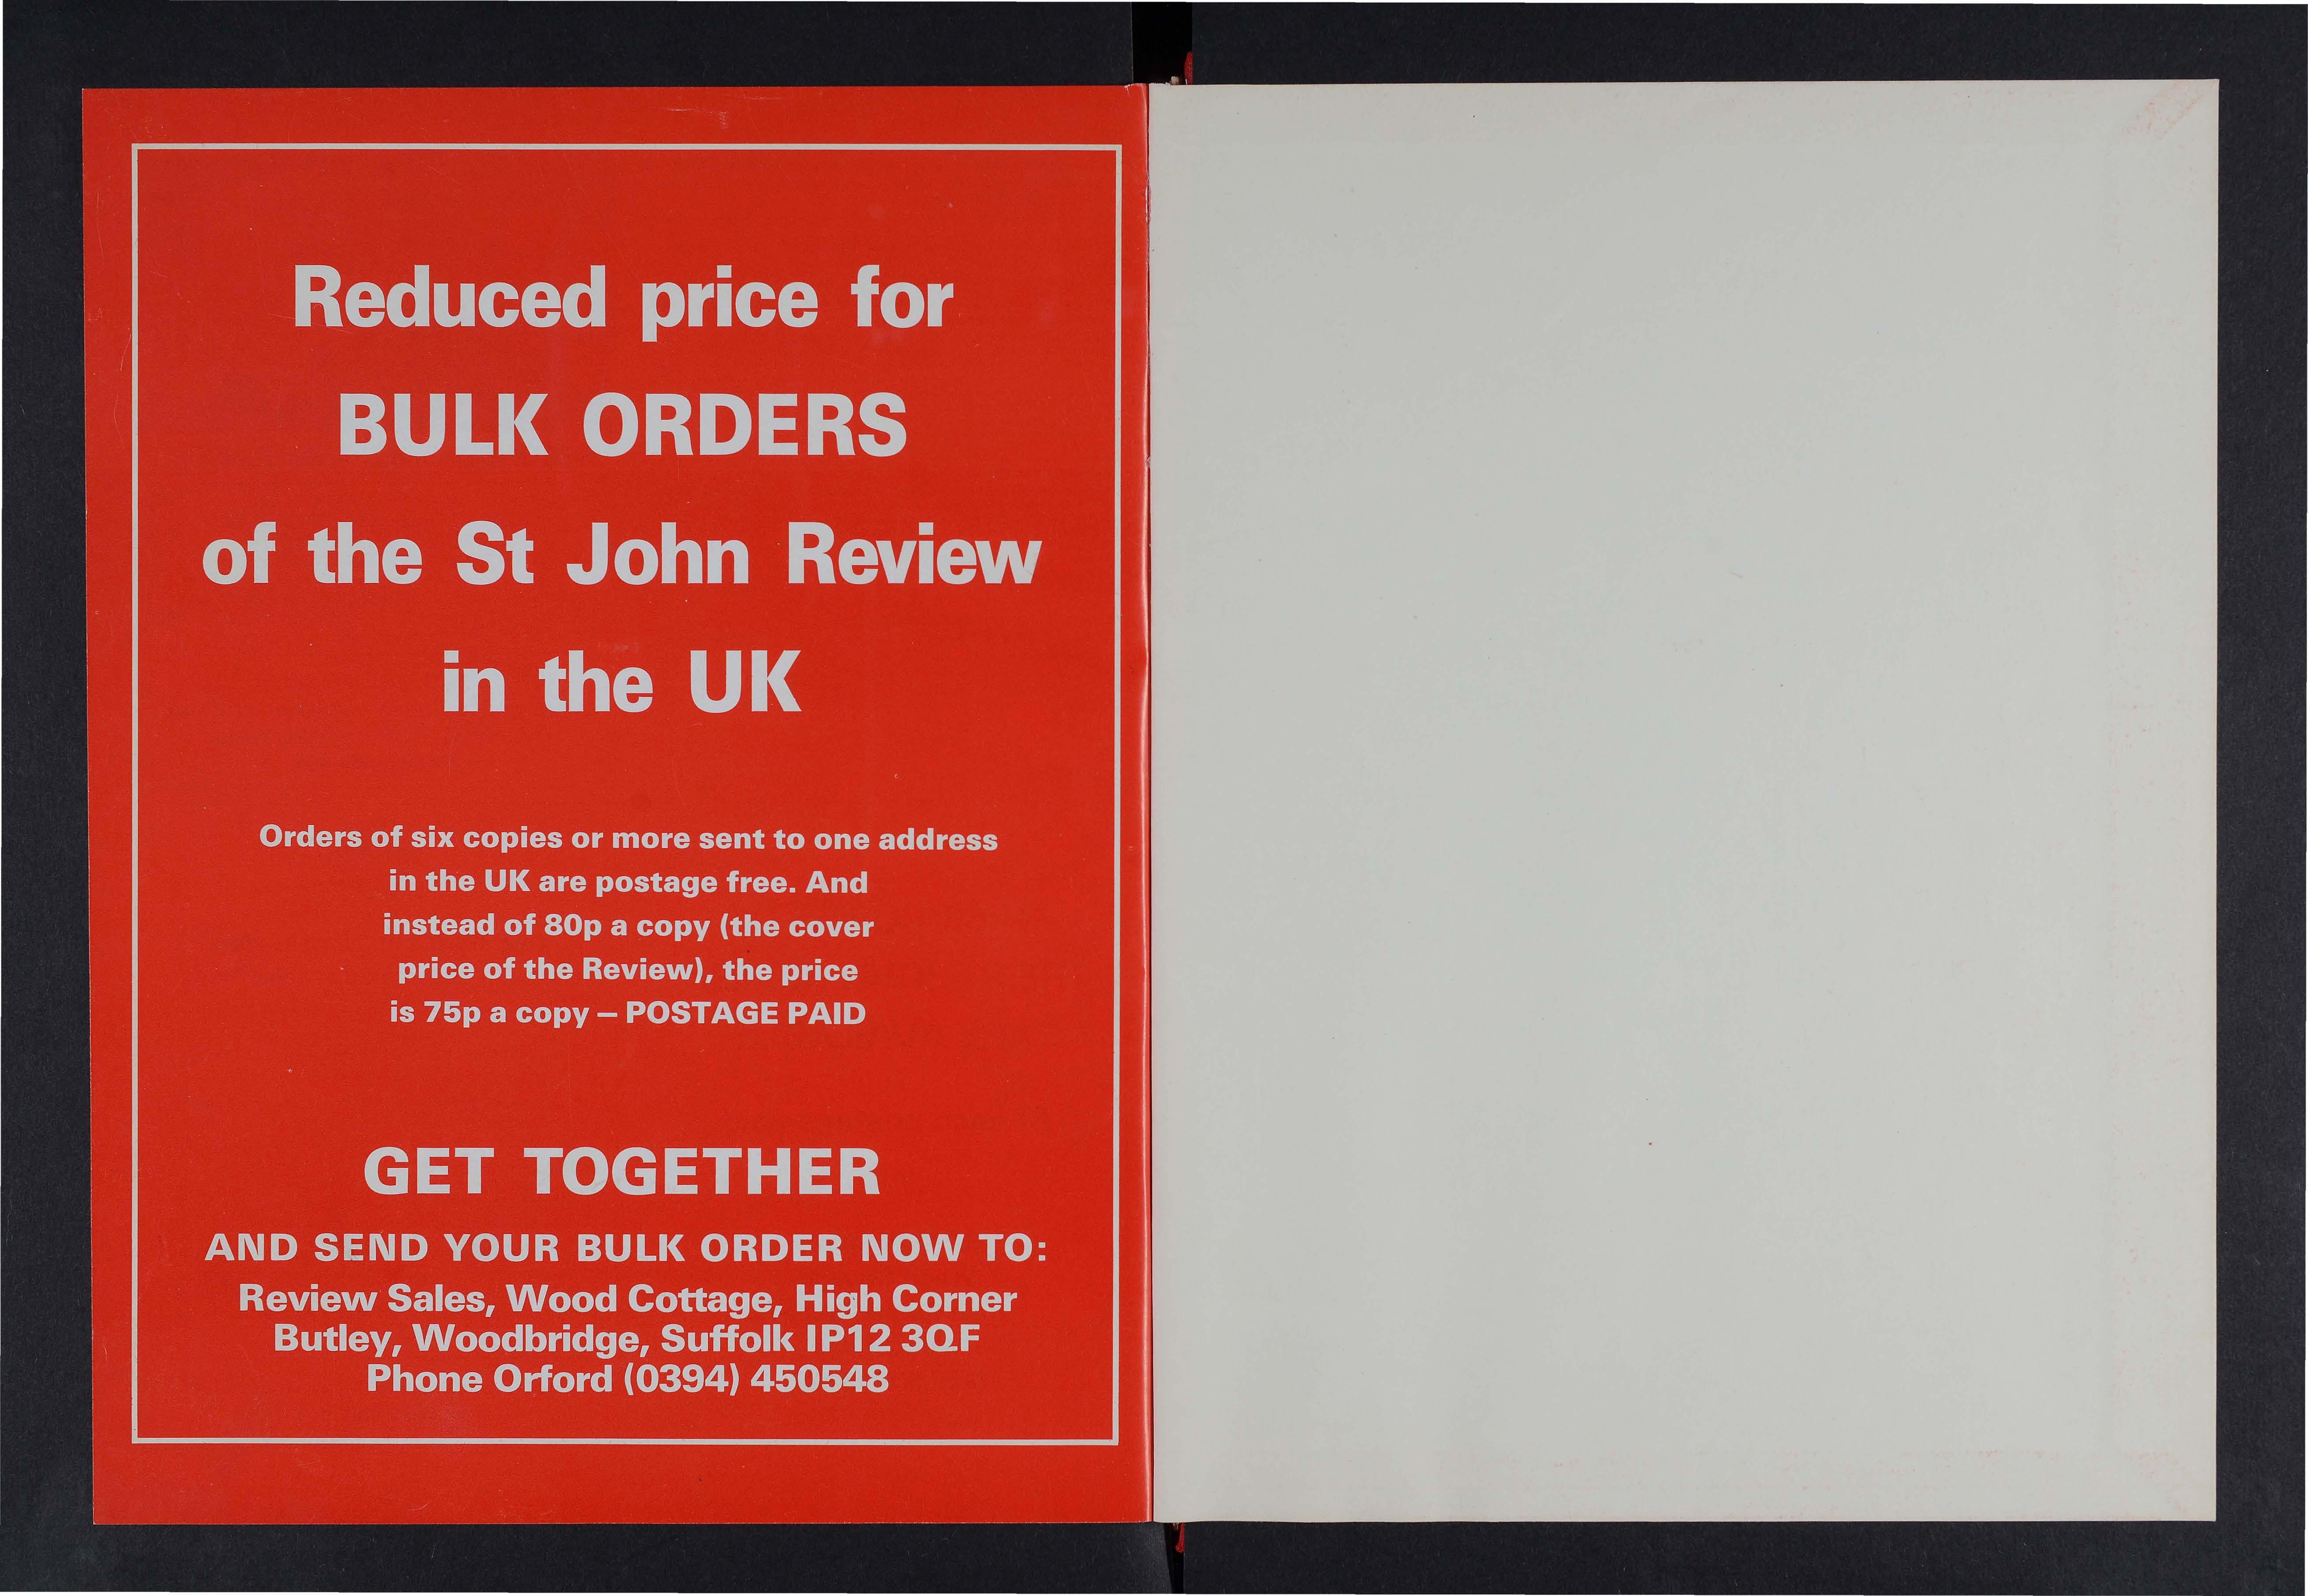 Reduced price for
BULK ORDERS
of the St John Review
in the UK
Orders of six copies or more sent to one address
in the UK are postage free. And
instead of 80p a copy (the cover
price of the Review), the price
is 75p a copy – POSTAGE PAID
GET TOGETHER
AND SEND YOUR BULK ORDER NOW TO:
Review Sales, Wood Cottage, High Corner
Butley, Woodbridge, Suffolk IP12 3QF
Phone Orford (0394) 450548